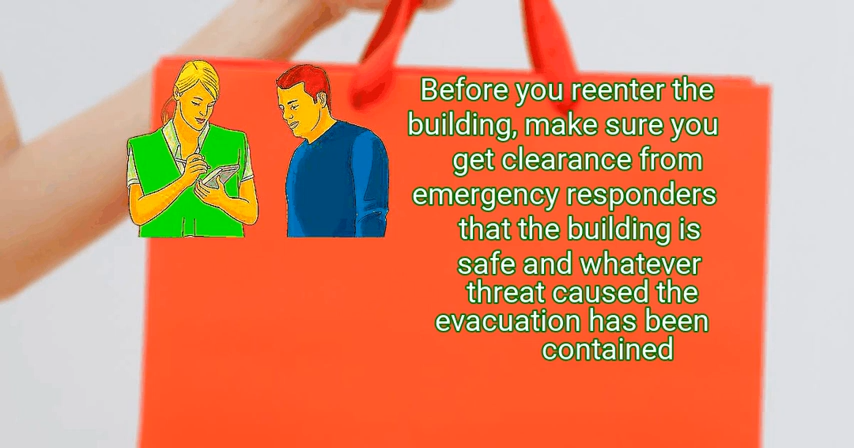 Before you reenter the
building, make sure you
get clearance from
emergency responders
that the building is
safe and whatever
threat caused the
evacuation has been
contained